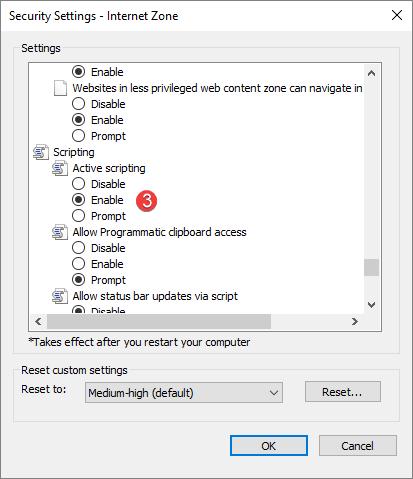 Security Settings - Internet Zone
Settings
Enable
Websites in less privileged web content zone can navigate in
Disable
Enable
Prompt
Scripting
Active scripting
Disable
Enable 3
Prompt
Allow Programmatic clipboard access
Disable
Enable
Prompt
Allow status bar updates via script
Disable
*Takes effect after you restart your computer
Reset custom settings
Reset to: Medium-high (default) Reset...
OK Cancel